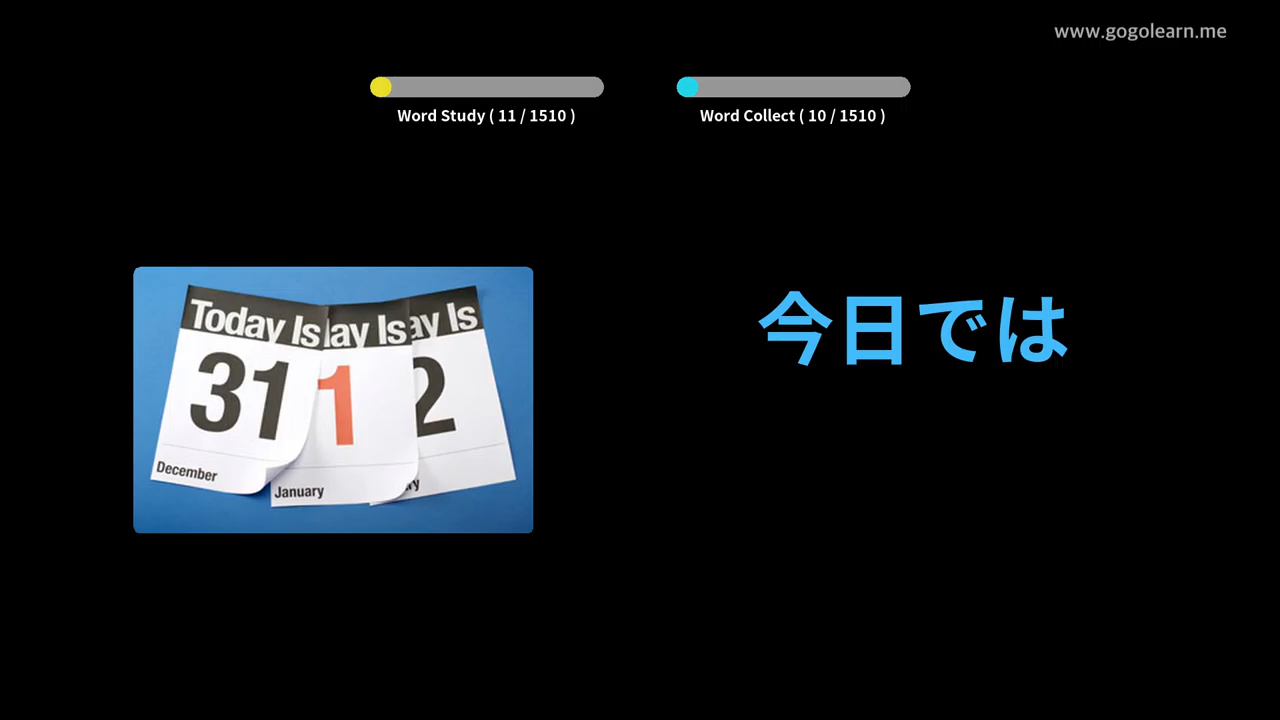 www.gogolearn.me
Word Study ( 11 / 1510 )
Word Collect ( 10 / 1510 )
今日では
Today Is
31
December
lay Is
1
January
ay Is
2
ry